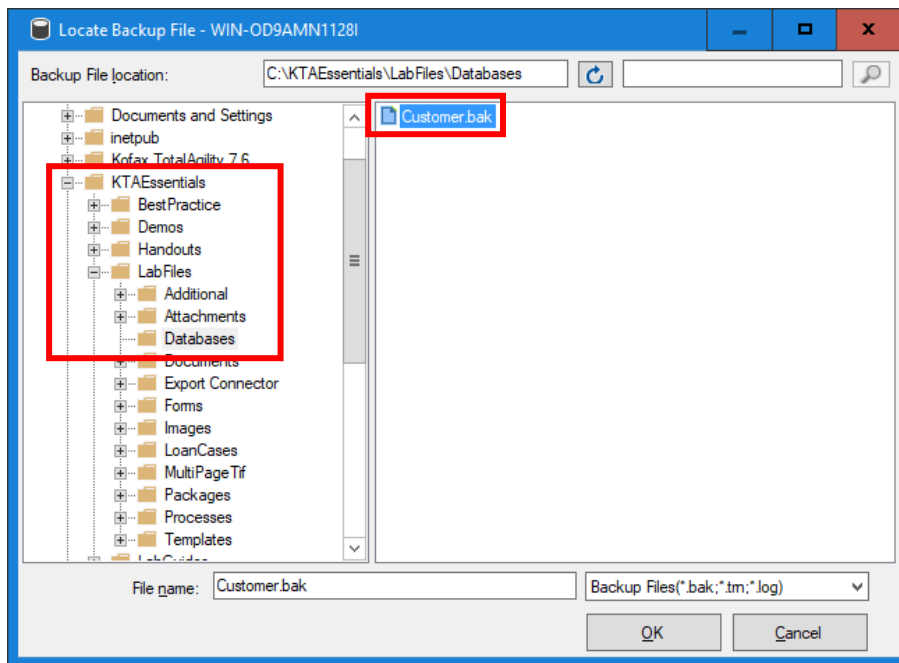 Locate Backup File - WIN-OD9AMN1128I
Backup File location:
C:\KTAEssentials\LabFiles\Databases
Documents and Settings
inetpub
Kofax TotalAgility 7.6
KTAEssentials
BestPractice
Demos
Handouts
LabFiles
Additional
Attachments
Databases
Documents
Export Connector
Forms
Images
LoanCases
MultiPageTif
Packages
Processes
Templates
LabGuides
Customer.bak
File name:
Customer.bak
Backup Files(*.bak;*.trn;*.log)
OK
Cancel